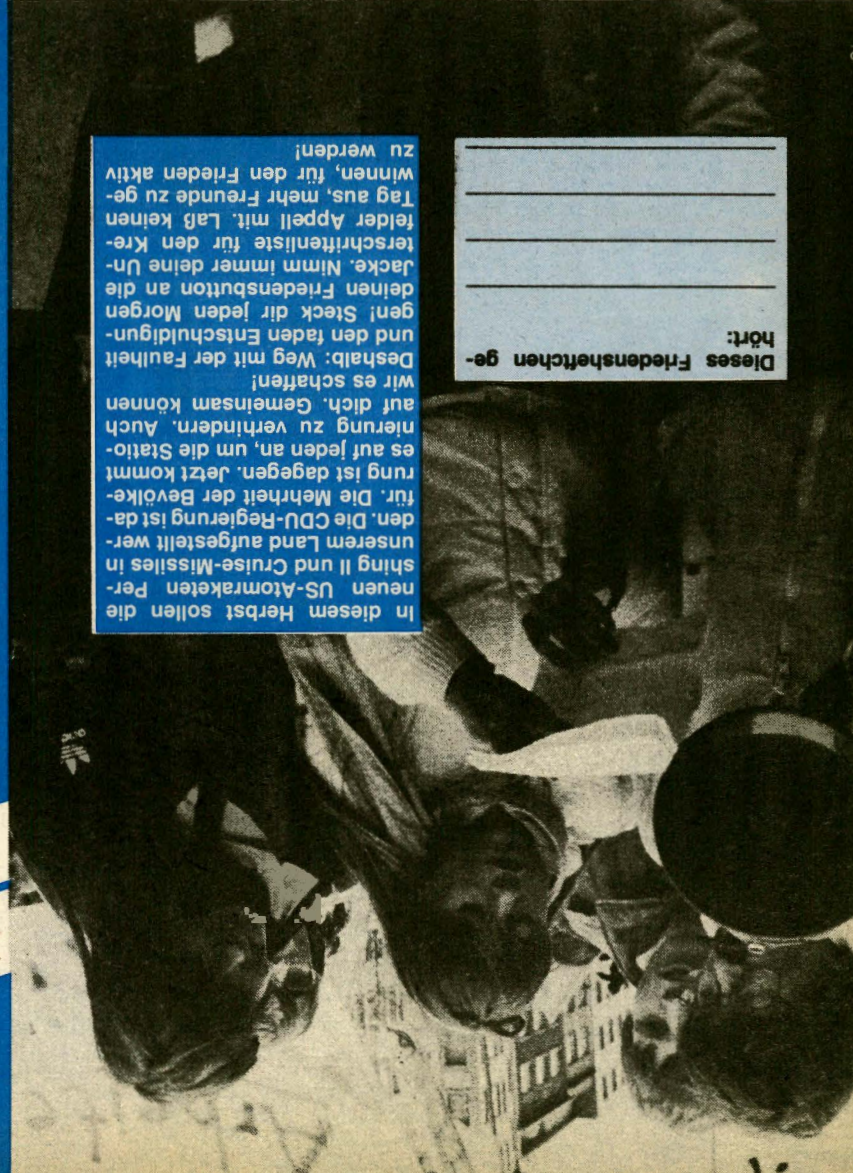 Dieses Friedensheftchen ge-
hört:
In diesem Herbst sollen die
neuen US-Atomraketen Per-
shing II und Cruise-Missiles in
unserem Land aufgestellt wer-
den. Die CDU-Regierung ist da-
für. Die Mehrheit der Bevölke-
rung ist dagegen. Jetzt kommt
es auf jeden an, um die Statio-
nierung zu verhindern. Auch
auf dich. Gemeinsam können
wir es schaffen!
Deshalb: Weg mit der Faulheit
und den faden Entschuldigun-
gen! Steck dir jeden Morgen
deinen Friedensbutton an die
Jacke. Nimm immer deine Un-
terschriftenliste für den Kre-
felder Appell mit. Laß keinen
Tag aus, mehr Freunde zu ge-
winnen, für den Frieden aktiv
zu werden!